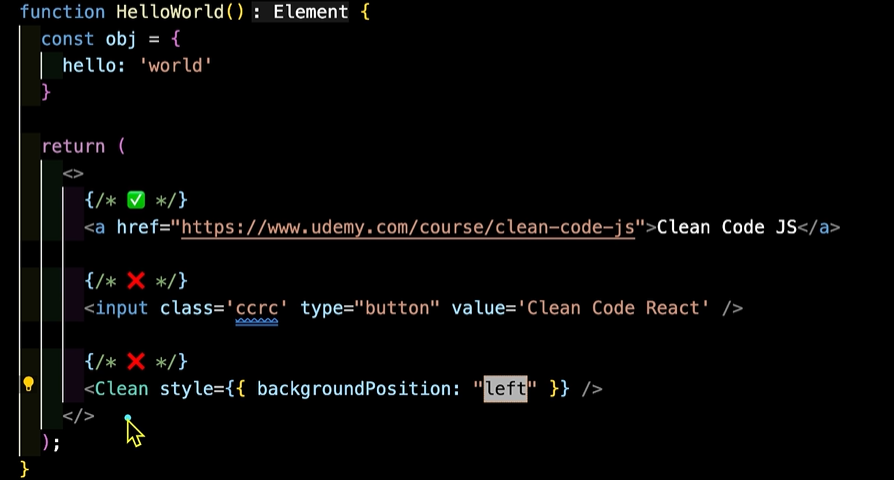 function HelloWorld(): Element {
const obj = {
hello: 'world'
}
return (
<>
{/* ✅ */}
<a href="https://www.udemy.com/course/clean-code-js">Clean Code JS</a>
{/* ❌ */}
<input class='ccrc' type="button" value='Clean Code React' />
{/* ❌ */}
<Clean style={{ backgroundPosition: "left" }} />
</>
);
}